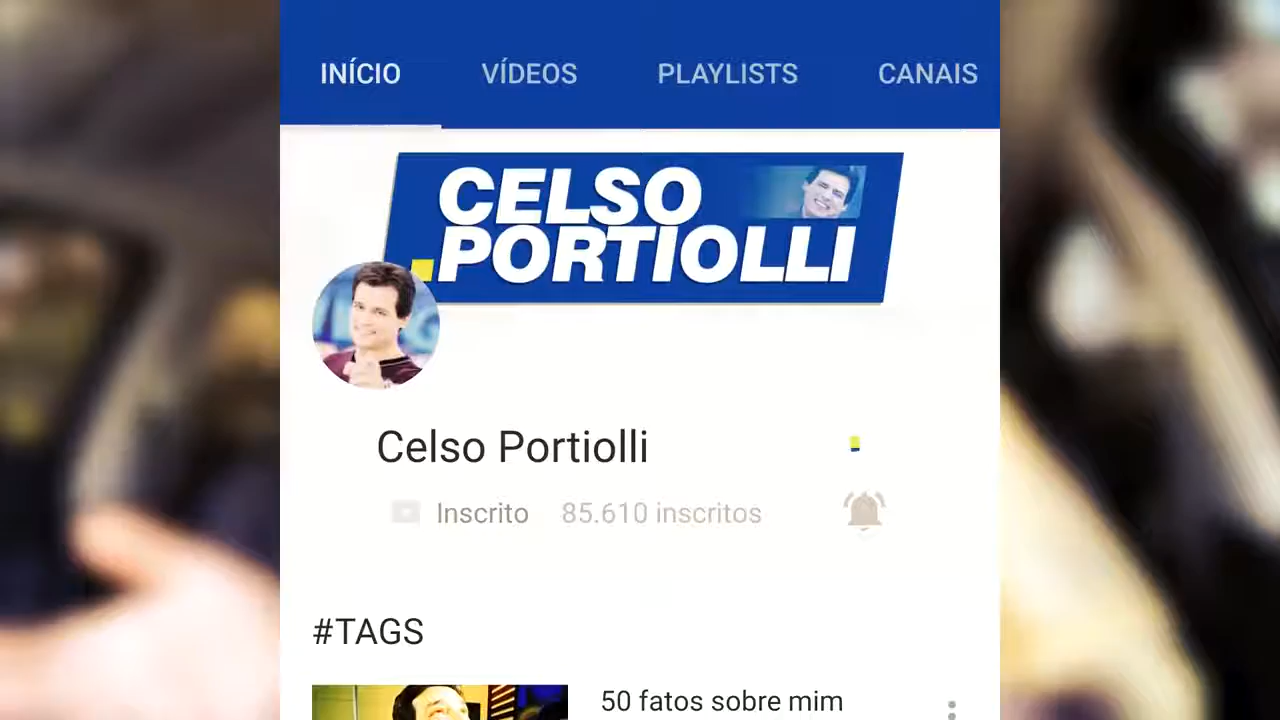 INÍCIO VÍDEOS PLAYLISTS CANAIS
CELSO
PORTIOLLI
Celso Portiolli
Inscrito 85.610 inscritos
#TAGS
50 fatos sobre mim